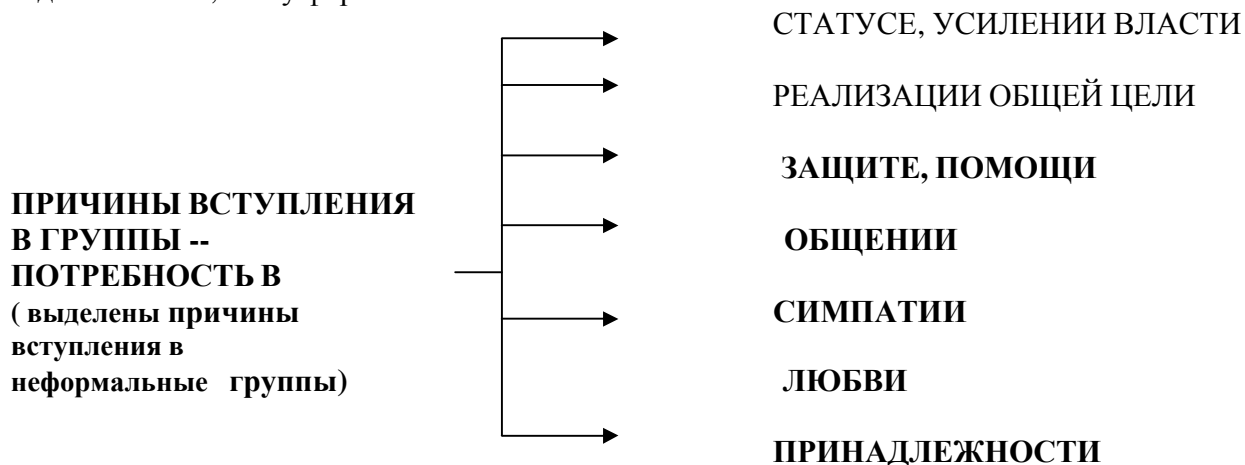 СТАТУСЕ, УСИЛЕНИИ ВЛАСТИ
РЕАЛИЗАЦИИ ОБЩЕЙ ЦЕЛИ
ЗАЩИТЕ, ПОМОЩИ
ПРИЧИНЫ ВСТУПЛЕНИЯ
В ГРУППЫ --
ПОТРЕБНОСТЬ В
( выделены причины
вступления в
неформальные группы)
ОБЩЕНИИ
СИМПАТИИ
ЛЮБВИ
ПРИНАДЛЕЖНОСТИ